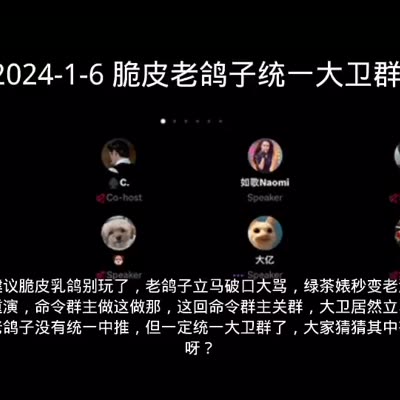 2024-1-6 脆皮老鸽子统一大卫群
C.
如歌Naomi
Co-host
Speaker
大亿
Speaker
Speaker
建议脆皮乳鸽别玩了，老鸽子立马破口大骂，绿茶婊秒变老
重演，命令群主做这做那，这回命令群主关群，大卫居然立
老鸽子没有统一中推，但一定统一大卫群了，大家猜猜其中
呀？